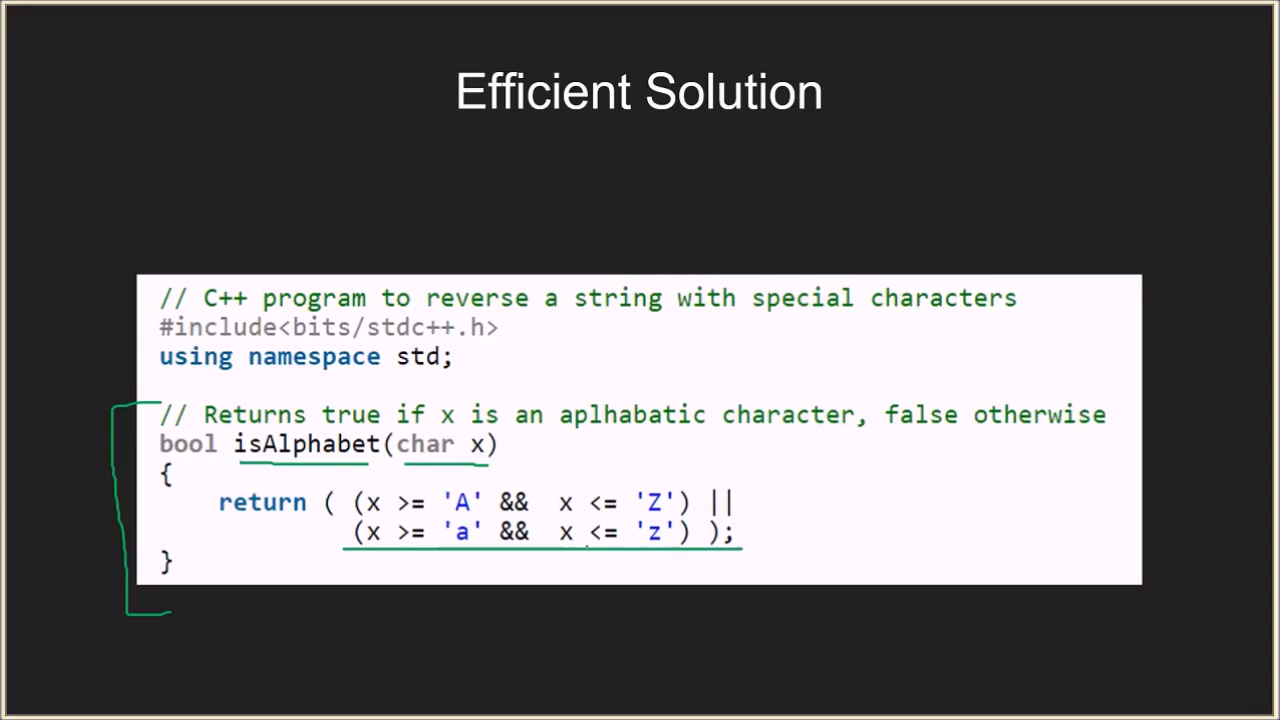 Efficient Solution
// C++ program to reverse a string with special characters
#include<bits/stdc++.h>
using namespace std;
// Returns true if x is an aplhabatic character, false otherwise
bool isAlphabet(char x)
{
return ( (x >= 'A' &&  x <= 'Z') ||
(x >= 'a' &&  x <= 'z') );
}